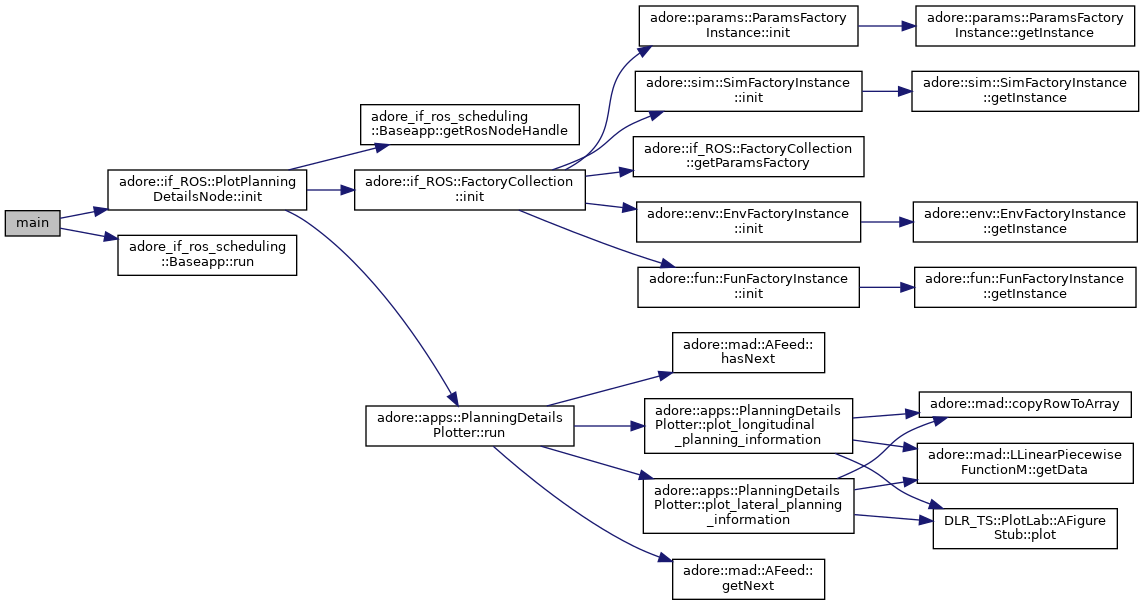 main
adore::if_ROS::PlotPlanning
DetailsNode::init
adore_if_ros_scheduling
::Baseapp::run
adore_if_ros_scheduling
::Baseapp::getRosNodeHandle
adore::if_ROS::FactoryCollection
::init
adore::apps::PlanningDetails
Plotter::run
adore::params::ParamsFactory
Instance::init
adore::sim::SimFactoryInstance
::init
adore::if_ROS::FactoryCollection
::getParamsFactory
adore::env::EnvFactoryInstance
::init
adore::fun::FunFactoryInstance
::init
adore::mad::AFeed::
hasNext
adore::apps::PlanningDetails
Plotter::plot_longitudinal
_planning_information
adore::apps::PlanningDetails
Plotter::plot_lateral_planning
_information
adore::mad::AFeed::
getNext
adore::params::ParamsFactory
Instance::getInstance
adore::sim::SimFactoryInstance
::getInstance
adore::env::EnvFactoryInstance
::getInstance
adore::fun::FunFactoryInstance
::getInstance
adore::mad::copyRowToArray
adore::mad::LLinearPiecewise
FunctionM::getData
DLR_TS::PlotLab::AFigure
Stub::plot